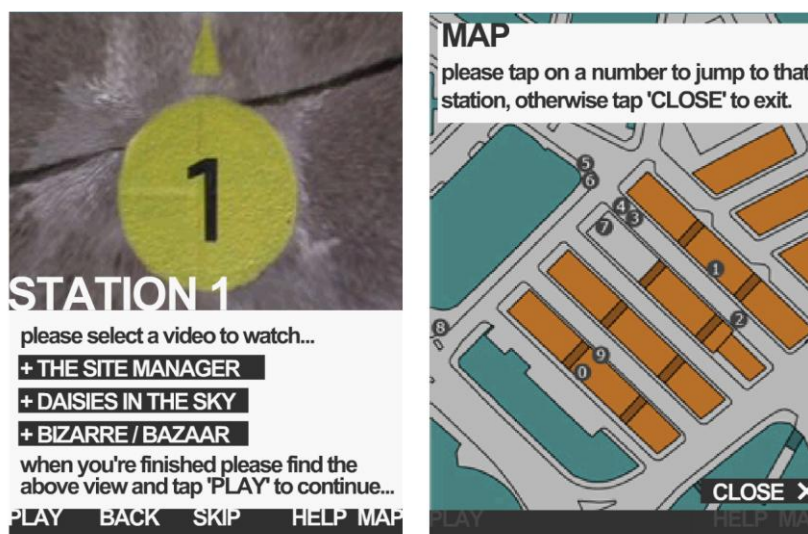 1
STATION 1
please select a video to watch...
+ THE SITE MANAGER
+ DAISIES IN THE SKY
+ BIZARRE / BAZAAR
when you're finished please find the
above view and tap 'PLAY' to continue...
PLAY BACK SKIP HELP MAP
MAP
please tap on a number to jump to that
station, otherwise tap 'CLOSE' to exit.
5
6
4
3
7
1
2
8
9
0
CLOSE ✕
PLAY HELP MA